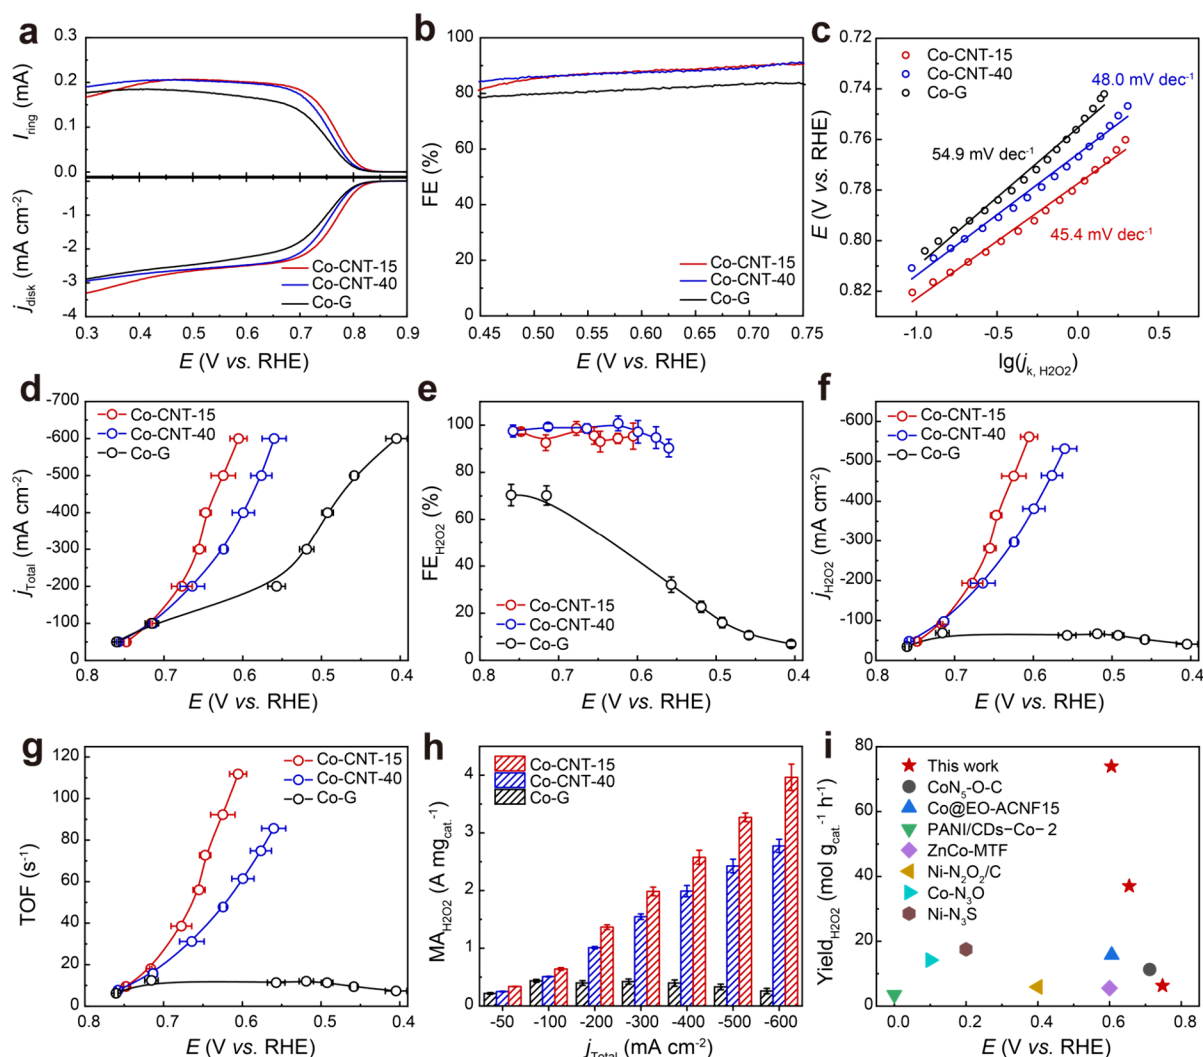 a
0.3
0.2
0.1
0.0
I_ring (mA)
-1
-2
-3
-4
j_disk (mA cm⁻²)
Co-CNT-15
Co-CNT-40
Co-G
0.3 0.4 0.5 0.6 0.7 0.8 0.9
E (V vs. RHE)
b
100
80
60
40
20
0
FE (%)
Co-CNT-15
Co-CNT-40
Co-G
0.45 0.50 0.55 0.60 0.65 0.70 0.75
E (V vs. RHE)
c
0.72
0.74
0.76
0.78
0.80
0.82
E (V vs. RHE)
Co-CNT-15
Co-CNT-40
Co-G
48.0 mV dec⁻¹
54.9 mV dec⁻¹
45.4 mV dec⁻¹
-1.0 -0.5 0.0 0.5
lg(j_k, H2O2)
d
-700
-600
-500
-400
-300
-200
-100
0
j_Total (mA cm⁻²)
Co-CNT-15
Co-CNT-40
Co-G
0.8 0.7 0.6 0.5 0.4
E (V vs. RHE)
e
100
80
60
40
20
0
FE_H2O2 (%)
Co-CNT-15
Co-CNT-40
Co-G
0.8 0.7 0.6 0.5 0.4
E (V vs. RHE)
f
-600
-500
-400
-300
-200
-100
0
j_H2O2 (mA cm⁻²)
Co-CNT-15
Co-CNT-40
Co-G
0.8 0.7 0.6 0.5 0.4
E (V vs. RHE)
g
120
100
80
60
40
20
0
TOF (s⁻¹)
Co-CNT-15
Co-CNT-40
Co-G
0.8 0.7 0.6 0.5 0.4
E (V vs. RHE)
h
4
3
2
1
0
MA_H2O2 (A mg_cat.⁻¹)
Co-CNT-15
Co-CNT-40
Co-G
-50 -100 -200 -300 -400 -500 -600
j_Total (mA cm⁻²)
i
80
60
40
20
0
Yield_H2O2 (mol g_cat.⁻¹ h⁻¹)
This work
CoN₅-O-C
Co@EO-ACNF15
PANI/CDs-Co-2
ZnCo-MTF
Ni-N₂O₂/C
Co-N₃O
Ni-N₃S
0.0 0.2 0.4 0.6 0.8
E (V vs. RHE)